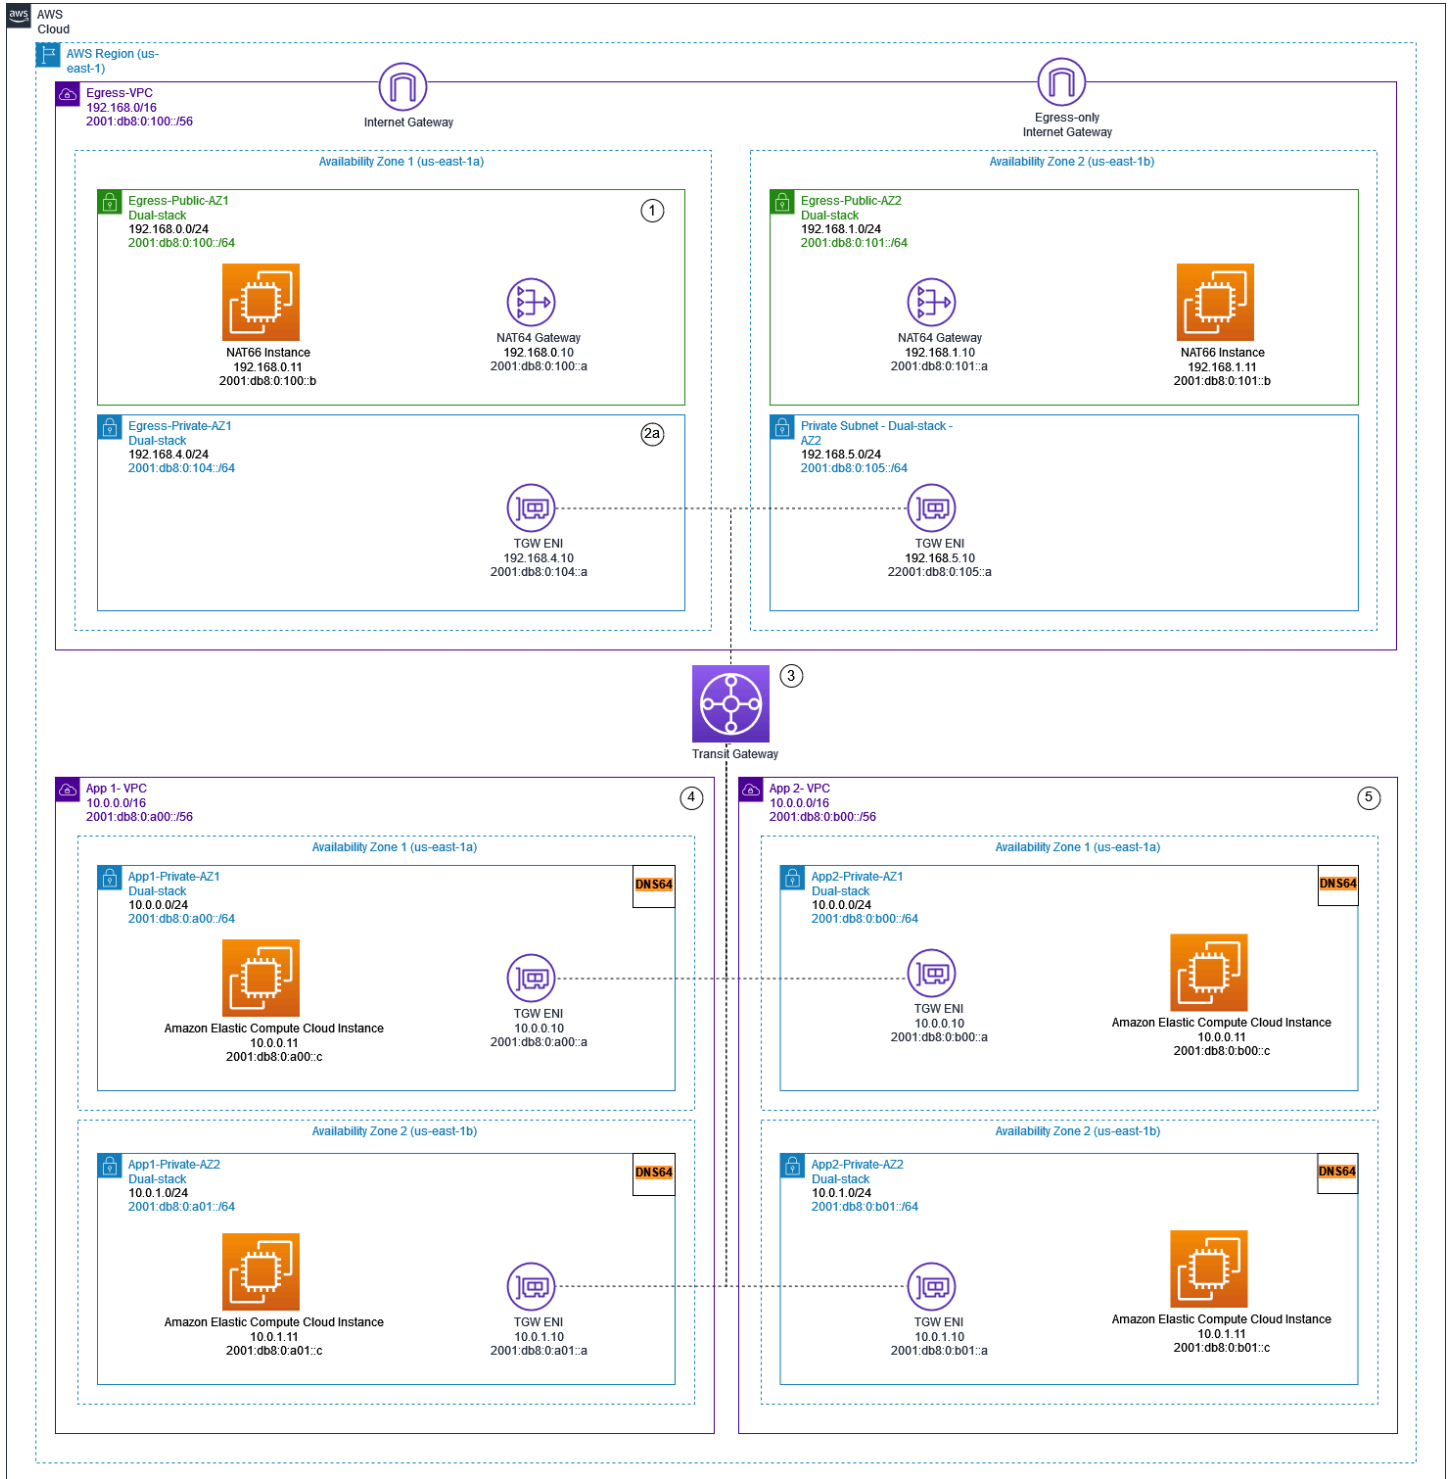 aws
AWS
Cloud
AWS Region (us-
east-1)
Egress-VPC
192.168.0/16
2001:db8:0:100::/56
Internet Gateway
Egress-only
Internet Gateway
Availability Zone 1 (us-east-1a)
Egress-Public-AZ1
Dual-stack
192.168.0.0/24
2001:db8:0:100::/64
1
NAT66 Instance
192.168.0.11
2001:db8:0:100::b
NAT64 Gateway
192.168.0.10
2001:db8:0:100::a
Egress-Private-AZ1
Dual-stack
192.168.4.0/24
2001:db8:0:104::/64
2a
TGW ENI
192.168.4.10
2001:db8:0:104::a
Availability Zone 2 (us-east-1b)
Egress-Public-AZ2
Dual-stack
192.168.1.0/24
2001:db8:0:101::/64
NAT64 Gateway
192.168.1.10
2001:db8:0:101::a
NAT66 Instance
192.168.1.11
2001:db8:0:101::b
Private Subnet - Dual-stack -
AZ2
192.168.5.0/24
2001:db8:0:105::/64
TGW ENI
192.168.5.10
22001:db8:0:105::a
3
Transit Gateway
App 1- VPC
10.0.0.0/16
2001:db8:0:a00::/56
4
Availability Zone 1 (us-east-1a)
App1-Private-AZ1
Dual-stack
10.0.0.0/24
2001:db8:0:a00::/64
DNS64
Amazon Elastic Compute Cloud Instance
10.0.0.11
2001:db8:0:a00::c
TGW ENI
10.0.0.10
2001:db8:0:a00::a
Availability Zone 2 (us-east-1b)
App1-Private-AZ2
Dual-stack
10.0.1.0/24
2001:db8:0:a01::/64
DNS64
Amazon Elastic Compute Cloud Instance
10.0.1.11
2001:db8:0:a01::c
TGW ENI
10.0.1.10
2001:db8:0:a01::a
App 2- VPC
10.0.0.0/16
2001:db8:0:b00::/56
5
Availability Zone 1 (us-east-1a)
App2-Private-AZ1
Dual-stack
10.0.0.0/24
2001:db8:0:b00::/64
DNS64
TGW ENI
10.0.0.10
2001:db8:0:b00::a
Amazon Elastic Compute Cloud Instance
10.0.0.11
2001:db8:0:b00::c
Availability Zone 2 (us-east-1b)
App2-Private-AZ2
Dual-stack
10.0.1.0/24
2001:db8:0:b01::/64
DNS64
TGW ENI
10.0.1.10
2001:db8:0:b01::a
Amazon Elastic Compute Cloud Instance
10.0.1.11
2001:db8:0:b01::c